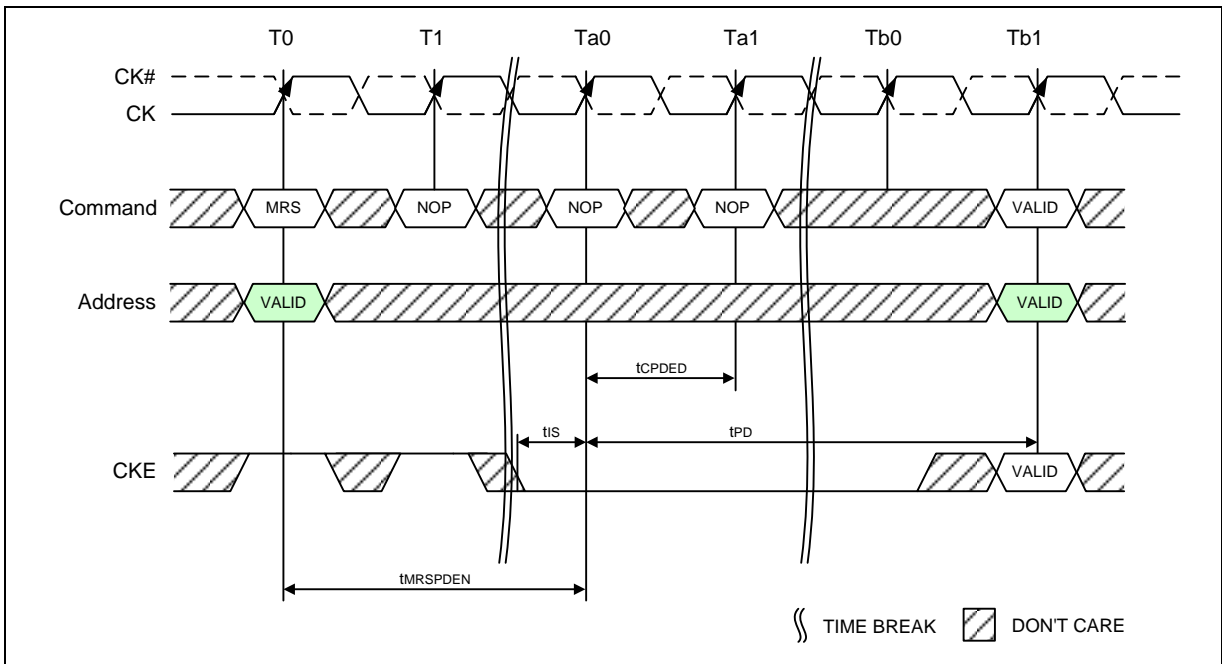 T0 T1 Ta0 Ta1 Tb0 Tb1
CK#
CK
Command MRS NOP NOP NOP VALID
Address VALID VALID
tCPDED
tIS tPD
CKE VALID
tMRSPDEN
TIME BREAK DON'T CARE